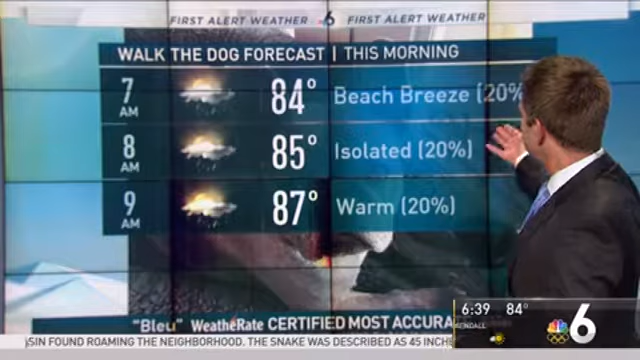 FIRST ALERT WEATHER 6 FIRST ALERT WEATHER
WALK THE DOG FORECAST | THIS MORNING
7 AM 84° Beach Breeze (20%
8 AM 85° Isolated (20%)
9 AM 87° Warm (20%)
"Bleu" WeatheRate CERTIFIED MOST ACCURA
6:39 84°
KENDALL
6
SIN FOUND ROAMING THE NEIGHBORHOOD. THE SNAKE WAS DESCRIBED AS 45 INCH